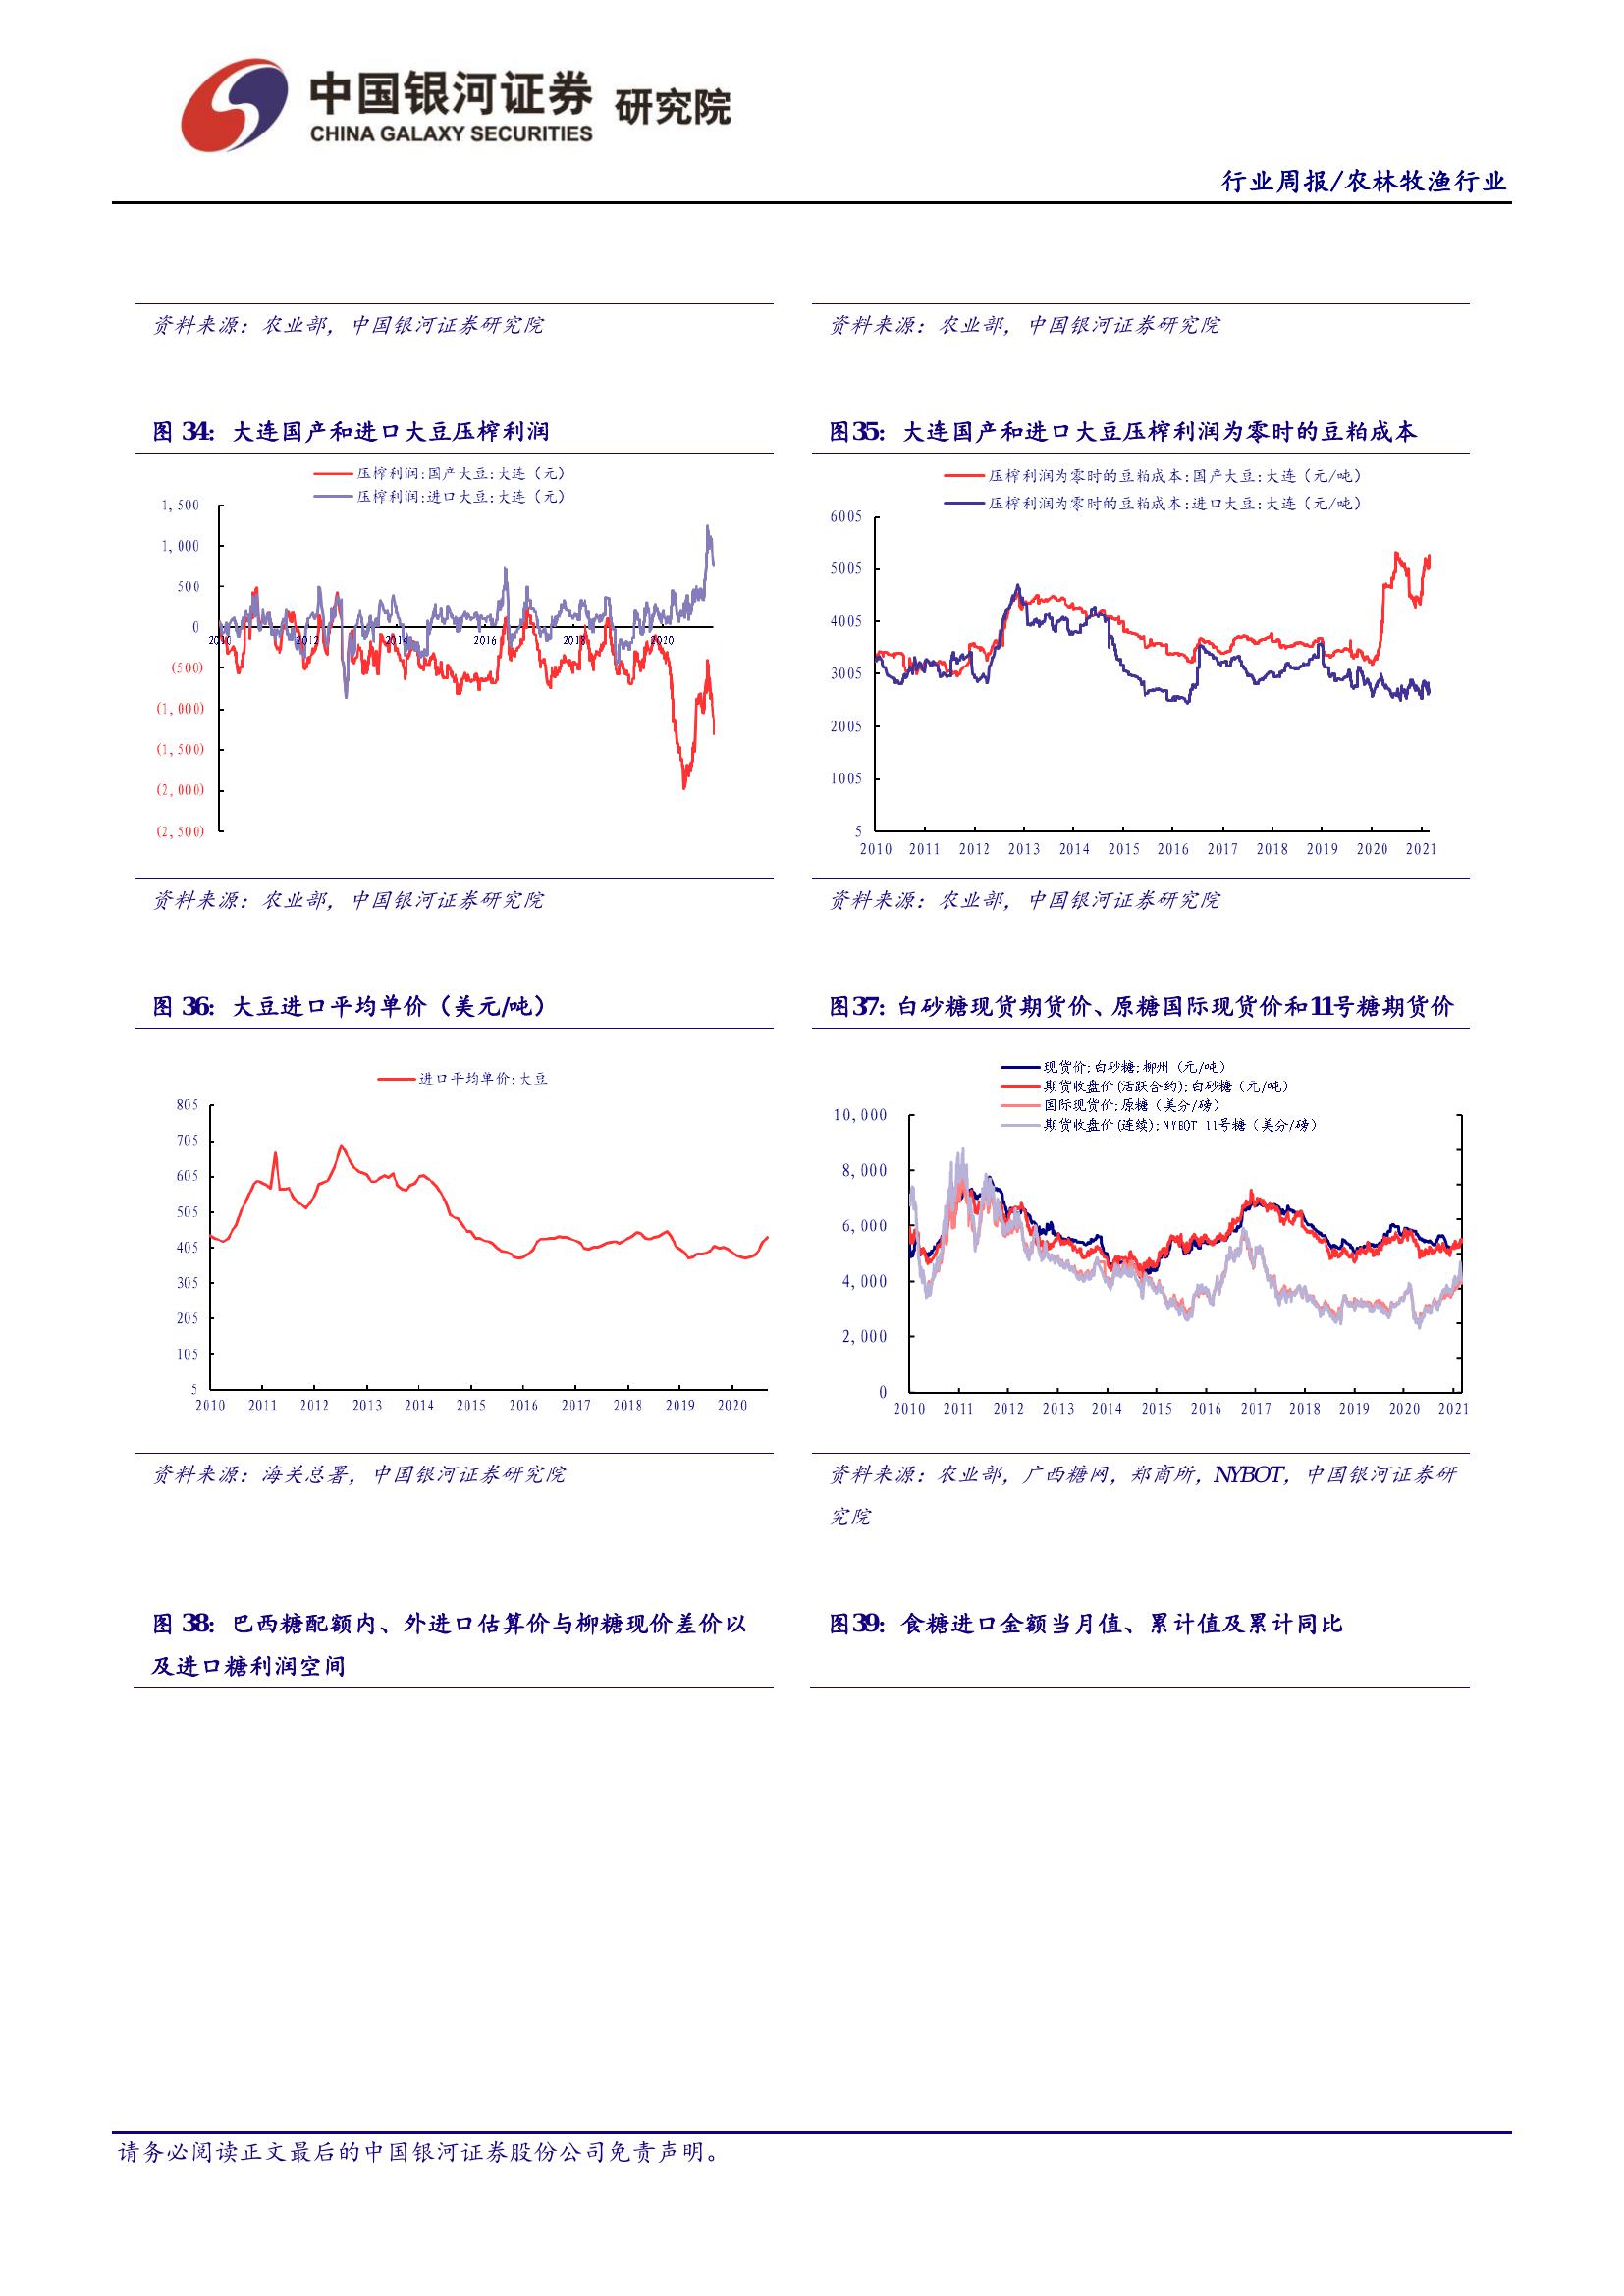 中国银河证券 研究院
CHINA GALAXY SECURITIES
行业周报/农林牧渔行业
资料来源：农业部，中国银河证券研究院
资料来源：农业部，中国银河证券研究院
图 34：大连国产和进口大豆压榨利润
压榨利润:国产大豆:大连（元）
压榨利润:进口大豆:大连（元）
1,500
1,000
500
0
(500)
(1,000)
(1,500)
(2,000)
(2,500)
2010 2012 2014 2016 2018 2020
资料来源：农业部，中国银河证券研究院
图35：大连国产和进口大豆压榨利润为零时的豆粕成本
压榨利润为零时的豆粕成本:国产大豆:大连（元/吨）
压榨利润为零时的豆粕成本:进口大豆:大连（元/吨）
6005
5005
4005
3005
2005
1005
5
2010 2011 2012 2013 2014 2015 2016 2017 2018 2019 2020 2021
资料来源：农业部，中国银河证券研究院
图 36：大豆进口平均单价（美元/吨）
进口平均单价:大豆
805
705
605
505
405
305
205
105
5
2010 2011 2012 2013 2014 2015 2016 2017 2018 2019 2020
资料来源：海关总署，中国银河证券研究院
图37：白砂糖现货期货价、原糖国际现货价和11号糖期货价
现货价:白砂糖:柳州（元/吨）
期货收盘价(活跃合约):白砂糖（元/吨）
国际现货价:原糖（美分/磅）
期货收盘价(连续):NYBOT 11号糖（美分/磅）
10,000
8,000
6,000
4,000
2,000
0
2010 2011 2012 2013 2014 2015 2016 2017 2018 2019 2020 2021
资料来源：农业部，广西糖网，郑商所，NYBOT，中国银河证券研
究院
图 38：巴西糖配额内、外进口估算价与柳糖现价差价以
及进口糖利润空间
图39：食糖进口金额当月值、累计值及累计同比
请务必阅读正文最后的中国银河证券股份公司免责声明。